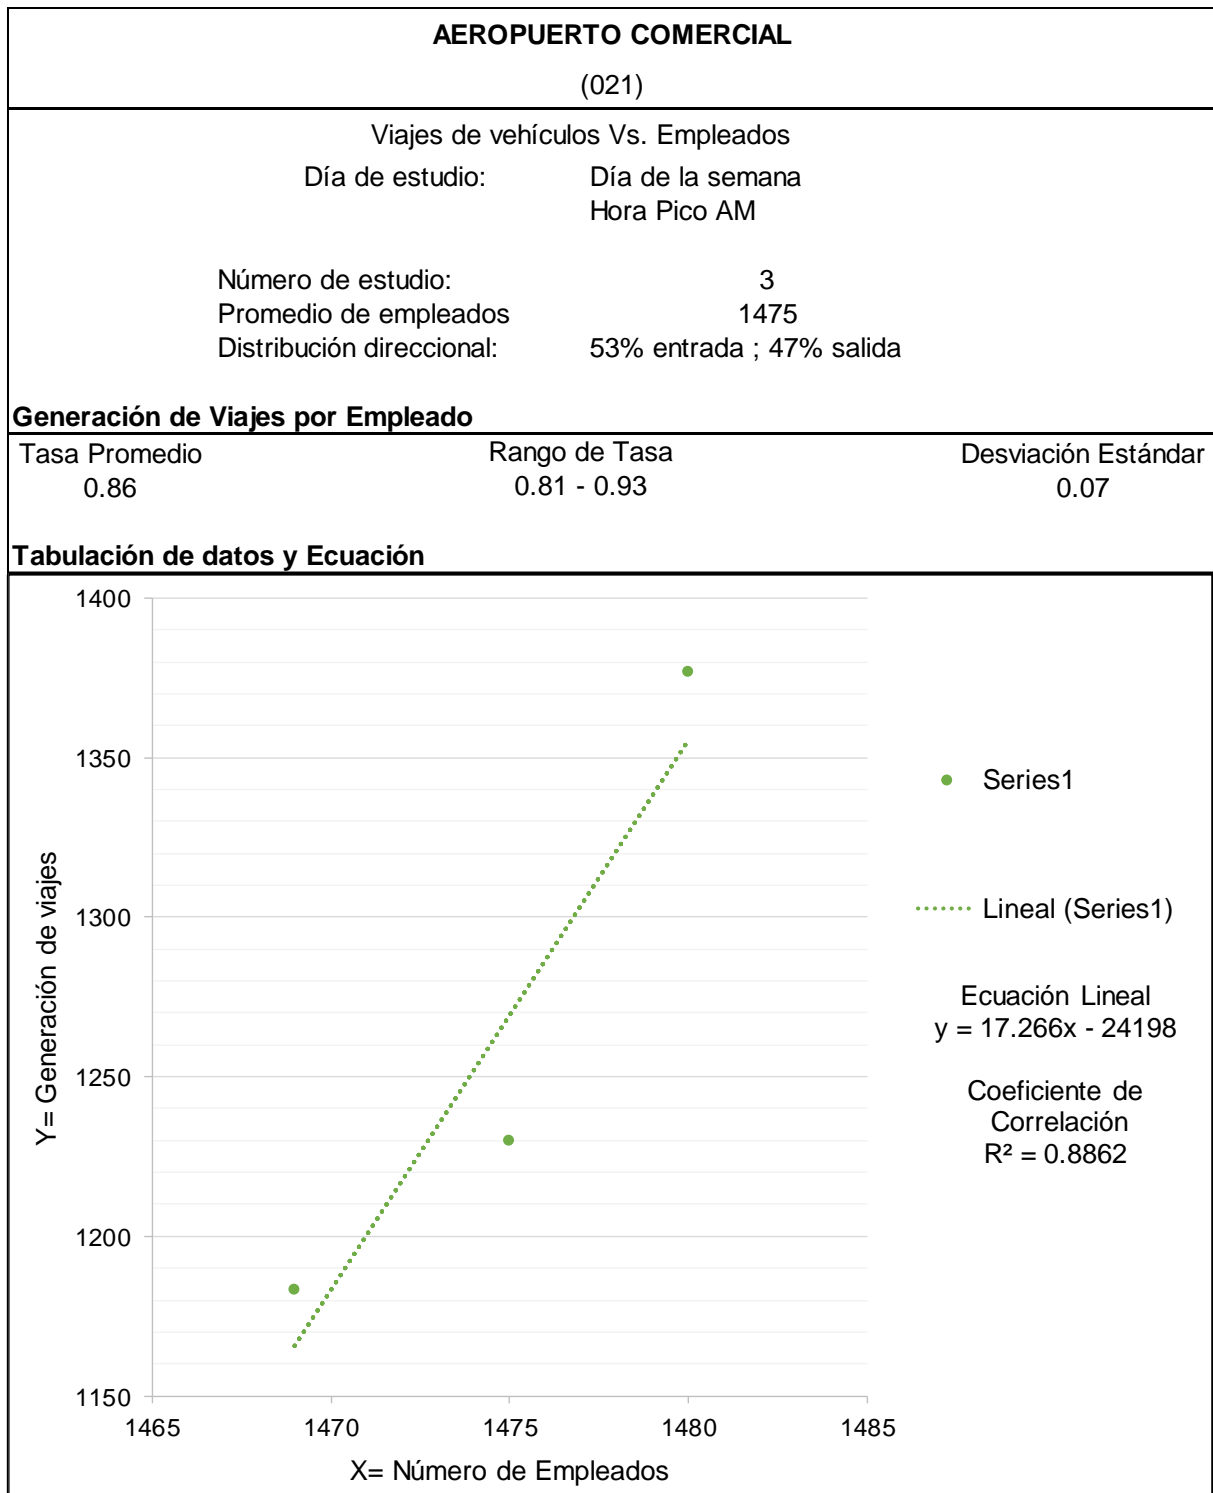 AEROPUERTO COMERCIAL
(021)
Viajes de vehículos Vs. Empleados
Día de estudio: Día de la semana
Hora Pico AM
Número de estudio: 3
Promedio de empleados 1475
Distribución direccional: 53% entrada ; 47% salida
Generación de Viajes por Empleado
Tasa Promedio Rango de Tasa Desviación Estándar
0.86 0.81 - 0.93 0.07
Tabulación de datos y Ecuación
Y= Generación de viajes
1400
1350
1300
1250
1200
1150
1465 1470 1475 1480 1485
X= Número de Empleados
Series1
Lineal (Series1)
Ecuación Lineal
y = 17.266x - 24198
Coeficiente de
Correlación
R² = 0.8862